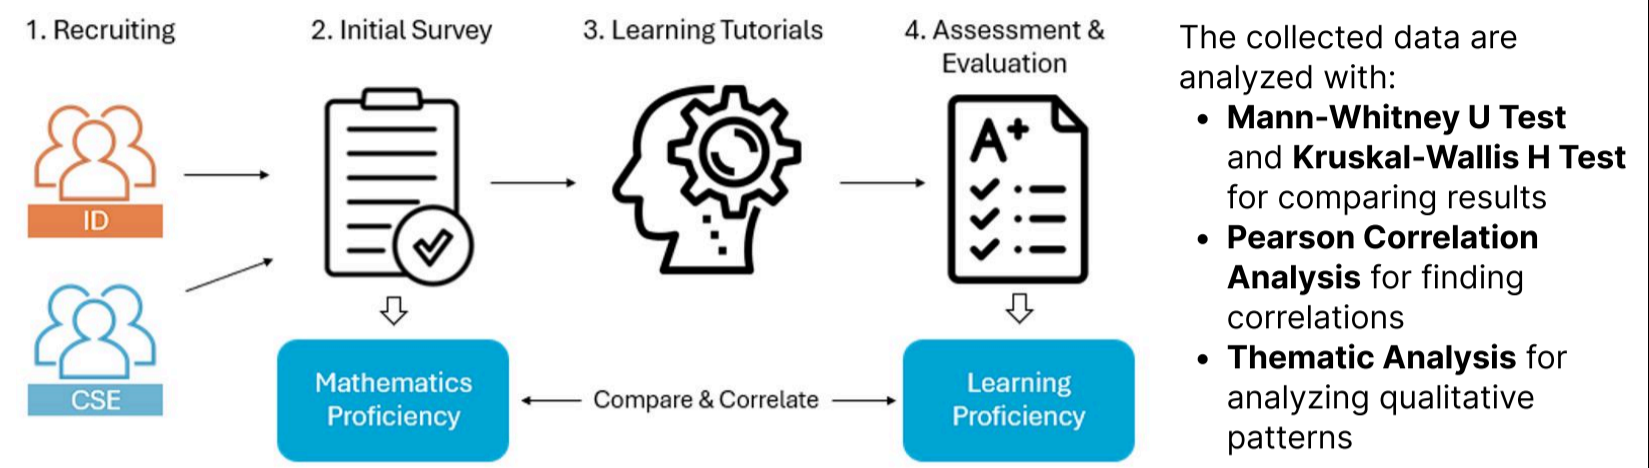 1. Recruiting
2. Initial Survey
3. Learning Tutorials
4. Assessment &
Evaluation
ID
CSE
A+
Mathematics
Proficiency
Compare & Correlate
Learning
Proficiency
The collected data are
analyzed with:
• Mann-Whitney U Test
and Kruskal-Wallis H Test
for comparing results
• Pearson Correlation
Analysis for finding
correlations
• Thematic Analysis for
analyzing qualitative
patterns